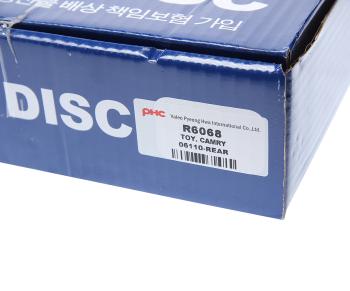 배상 책임보험 가입
DISC
PHC
Valeo Pyeong Hwa International Co.,Ltd.
R6068
TOY. CAMRY
06110-REAR